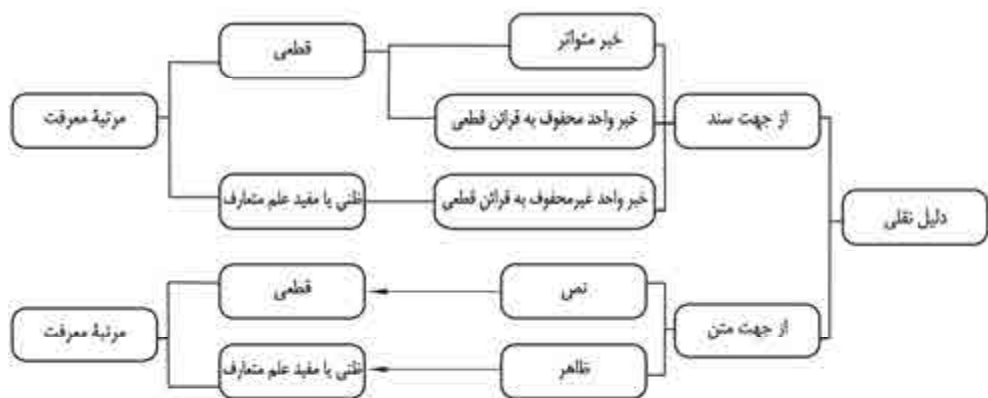 دلیل نقلی
از جهت سند
خبر متواتر
قطعی
خبر واحد محفوف به قرائن قطعی
خبر واحد غیرمحفوف به قرائن قطعی
ظنی یا مفید علم متعارف
مرتبهٔ معرفت
از جهت متن
نص
قطعی
ظاهر
ظنی یا مفید علم متعارف
مرتبهٔ معرفت